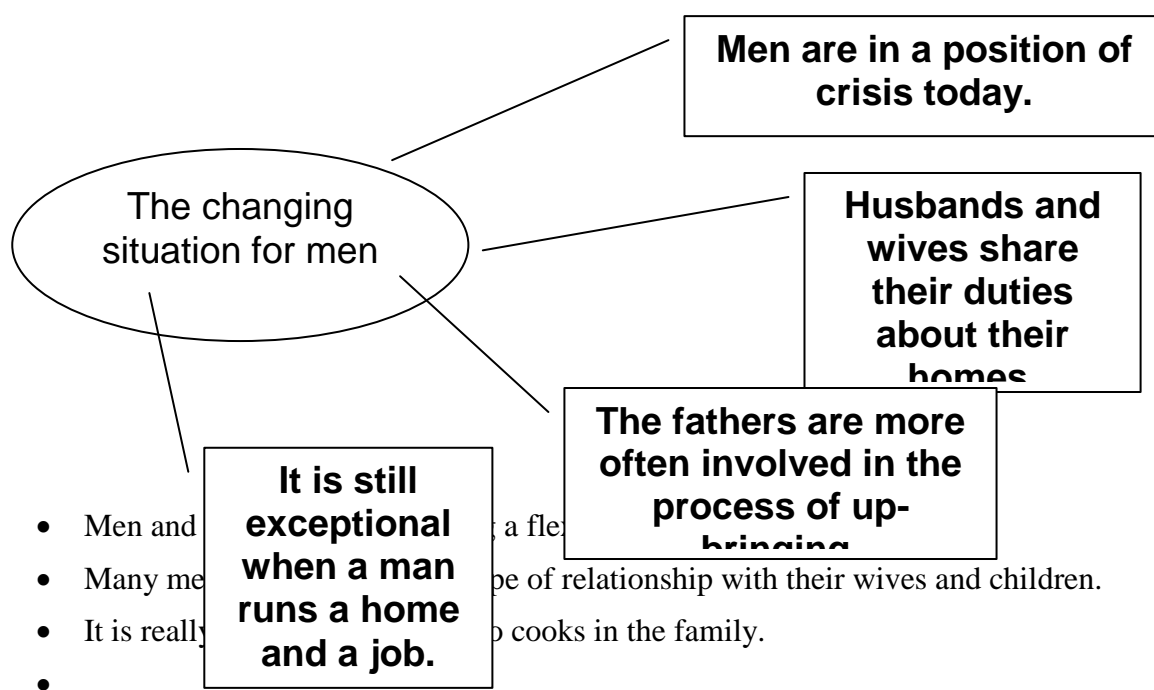 Men are in a position of
crisis today.
The changing
situation for men
Husbands and
wives share
their duties
about their
homes
The fathers are more
often involved in the
process of up-
bringing
It is still
exceptional
when a man
runs a home
and a job.
• Men and a
• Many of relationship with their wives and children.
• It is cooks in the family.
•